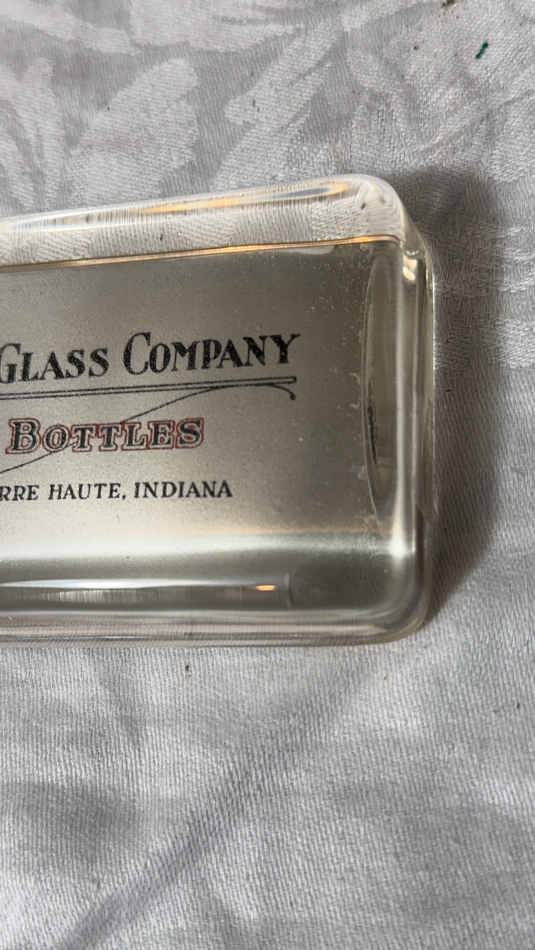 GLASS COMPANY
BOTTLES
RRE HAUTE, INDIANA